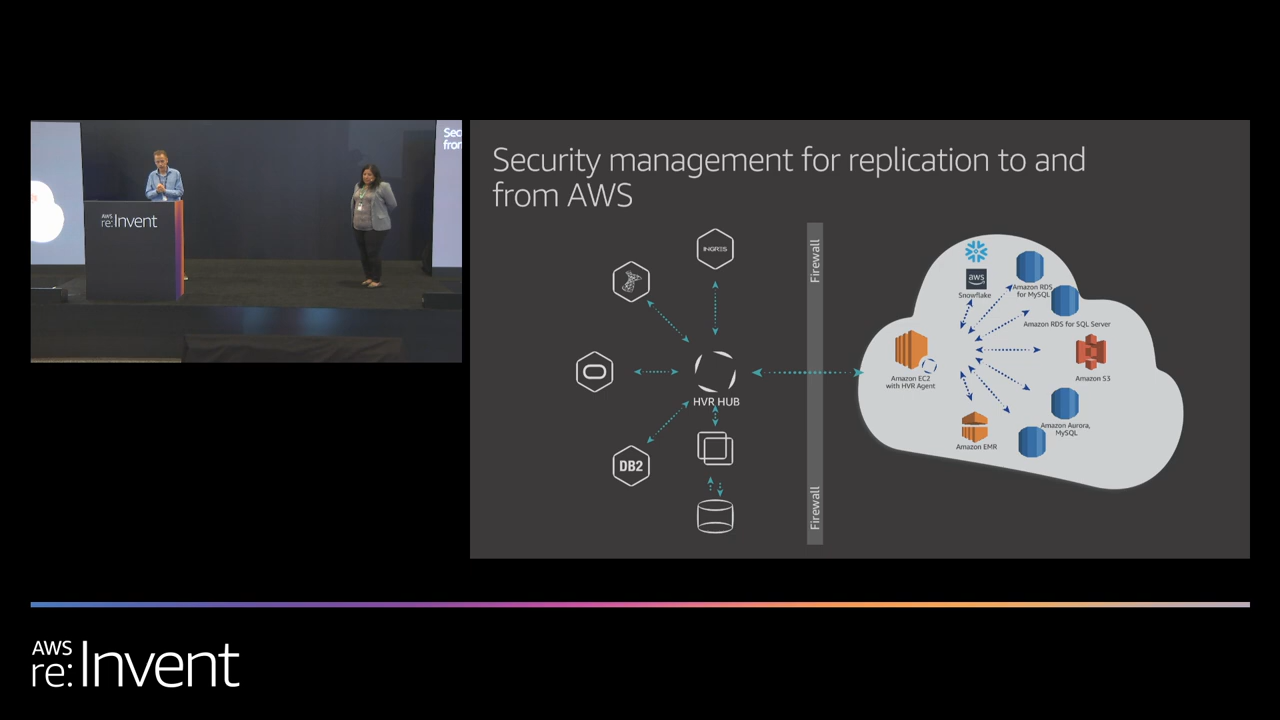 Sec
from
AWS
re:Invent
Security management for replication to and
from AWS
INGRES
Firewall
HVR HUB
DB2
Firewall
aws
Snowflake
Amazon RDS
for MySQL
Amazon RDS for SQL Server
Amazon EC2
with HVR Agent
Amazon S3
Amazon Aurora,
MySQL
Amazon EMR
AWS
re:Invent